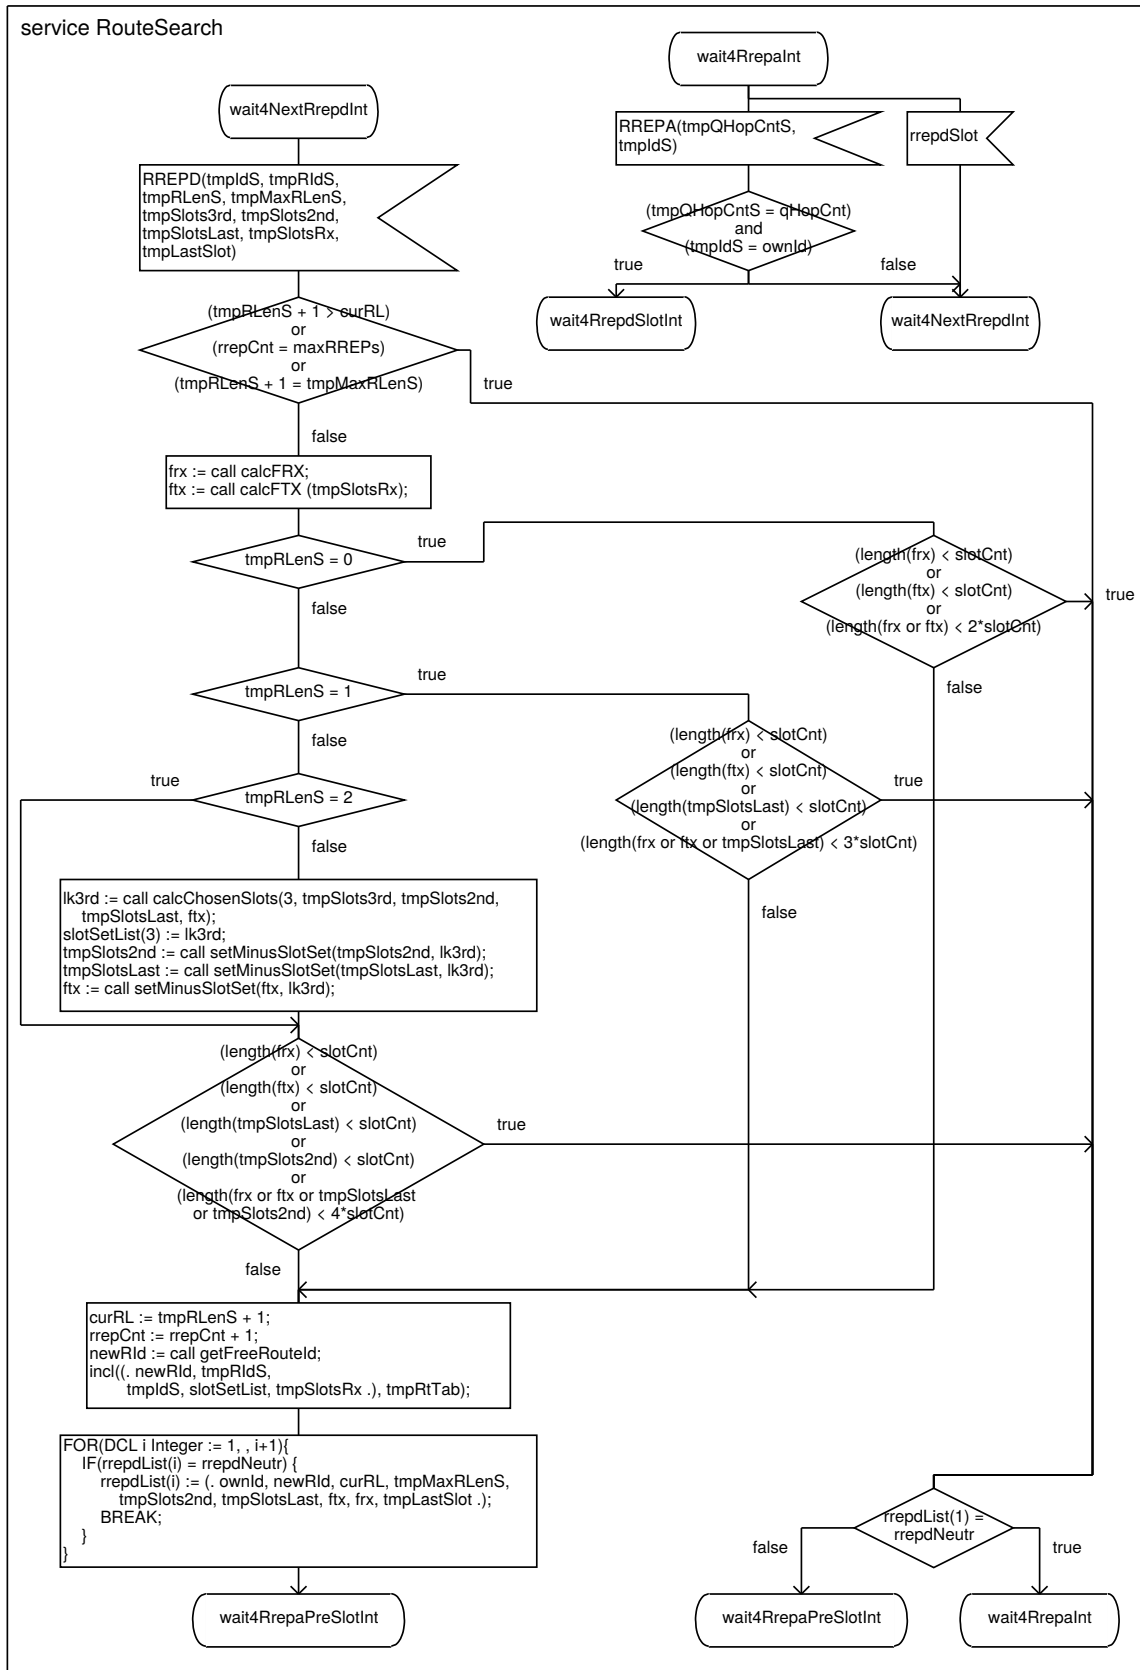 service RouteSearch
wait4NextRrepdInt
RREPD(tmpIdS, tmpRIdS,
tmpRLenS, tmpMaxRLenS,
tmpSlots3rd, tmpSlots2nd,
tmpSlotsLast, tmpSlotsRx,
tmpLastSlot)
(tmpRLenS + 1 > curRL)
or
(rrepCnt = maxRREPs)
or
(tmpRLenS + 1 = tmpMaxRLenS)
true
false
wait4RrepaInt
RREPA(tmpQHopCntS,
tmpIdS)
rrepdSlot
(tmpQHopCntS = qHopCnt)
and
(tmpIdS = ownId)
true
false
wait4RrepdSlotInt
wait4NextRrepdInt
frx := call calcFRX;
ftx := call calcFTX (tmpSlotsRx);
tmpRLenS = 0
true
false
(length(frx) < slotCnt)
or
(length(ftx) < slotCnt)
or
(length(frx or ftx) < 2*slotCnt)
true
false
tmpRLenS = 1
true
false
(length(frx) < slotCnt)
or
(length(ftx) < slotCnt)
or
(length(tmpSlotsLast) < slotCnt)
or
(length(frx or ftx or tmpSlotsLast) < 3*slotCnt)
true
false
tmpRLenS = 2
true
false
lk3rd := call calcChosenSlots(3, tmpSlots3rd, tmpSlots2nd,
tmpSlotsLast, ftx);
slotSetList(3) := lk3rd;
tmpSlots2nd := call setMinusSlotSet(tmpSlots2nd, lk3rd);
tmpSlotsLast := call setMinusSlotSet(tmpSlotsLast, lk3rd);
ftx := call setMinusSlotSet(ftx, lk3rd);
(length(frx) < slotCnt)
or
(length(ftx) < slotCnt)
or
(length(tmpSlotsLast) < slotCnt)
or
(length(tmpSlots2nd) < slotCnt)
or
(length(frx or ftx or tmpSlotsLast
or tmpSlots2nd) < 4*slotCnt)
true
false
curRL := tmpRLenS + 1;
rrepCnt := rrepCnt + 1;
newRId := call getFreeRouteId;
incl((. newRId, tmpRIdS,
tmpIdS, slotSetList, tmpSlotsRx .), tmpRtTab);
FOR(DCL i Integer := 1, , i+1){
IF(rrepdList(i) = rrepdNeutr) {
rrepdList(i) := (. ownId, newRId, curRL, tmpMaxRLenS,
tmpSlots2nd, tmpSlotsLast, ftx, frx, tmpLastSlot .);
BREAK;
}
}
wait4RrepaPreSlotInt
rrepdList(1) =
rrepdNeutr
false
true
wait4RrepaPreSlotInt
wait4RrepaInt